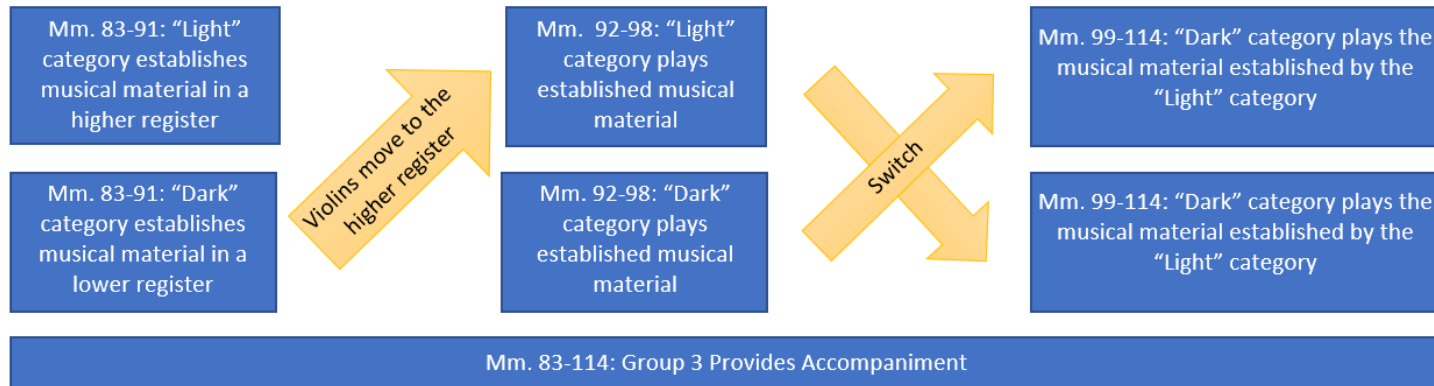 Mm. 83-91: “Light”
category establishes
musical material in a
higher register
Mm. 83-91: “Dark”
category establishes
musical material in a
lower register
Violins move to the
higher register
Mm.  92-98: “Light”
category plays
established musical
material
Mm. 92-98: “Dark”
category plays
established musical
material
Switch
Mm. 99-114: “Dark” category plays the
musical material established by the
“Light” category
Mm. 99-114: “Dark” category plays the
musical material established by the
“Light” category
Mm. 83-114: Group 3 Provides Accompaniment